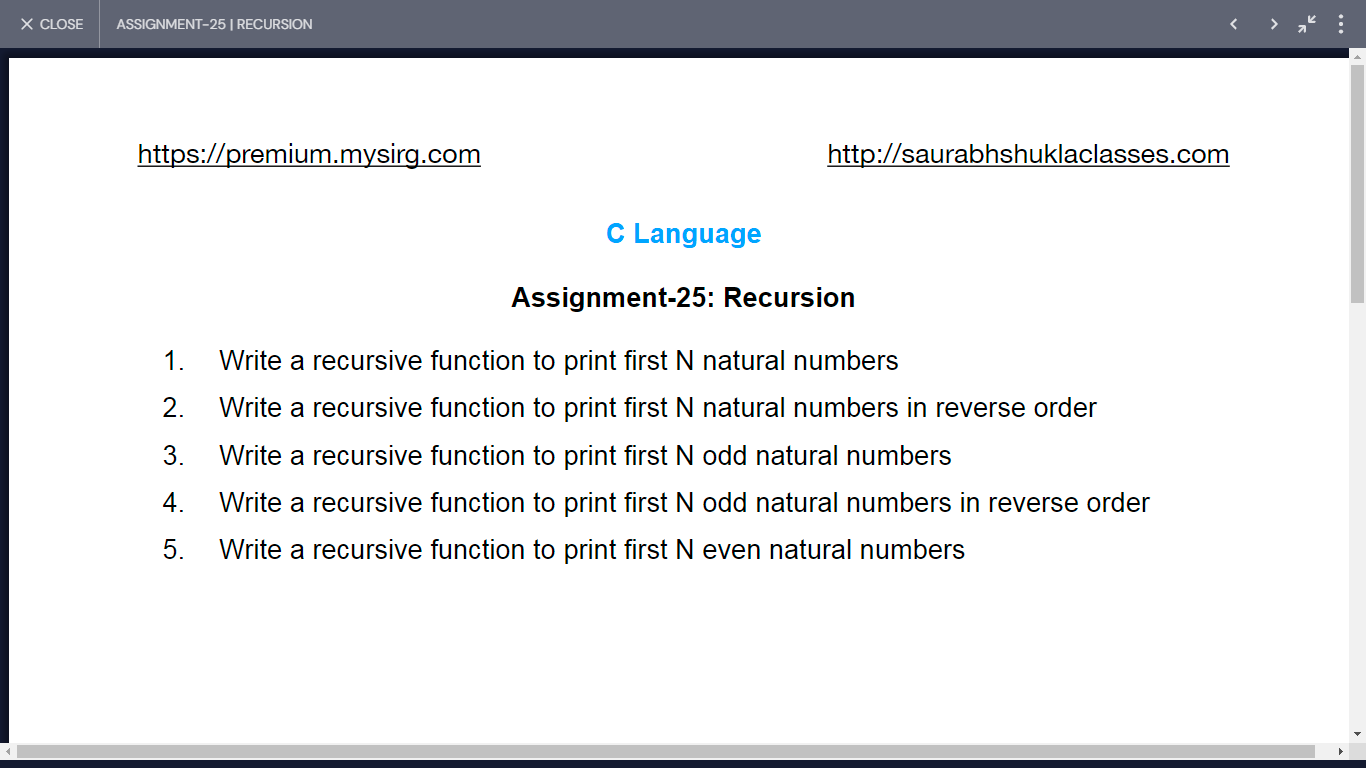 CLOSE
ASSIGNMENT-25 | RECURSION
https://premium.mysirg.com
http://saurabhshuklaclasses.com
C Language
Assignment-25: Recursion
1. Write a recursive function to print first N natural numbers
2. Write a recursive function to print first N natural numbers in reverse order
3. Write a recursive function to print first N odd natural numbers
4. Write a recursive function to print first N odd natural numbers in reverse order
5. Write a recursive function to print first N even natural numbers